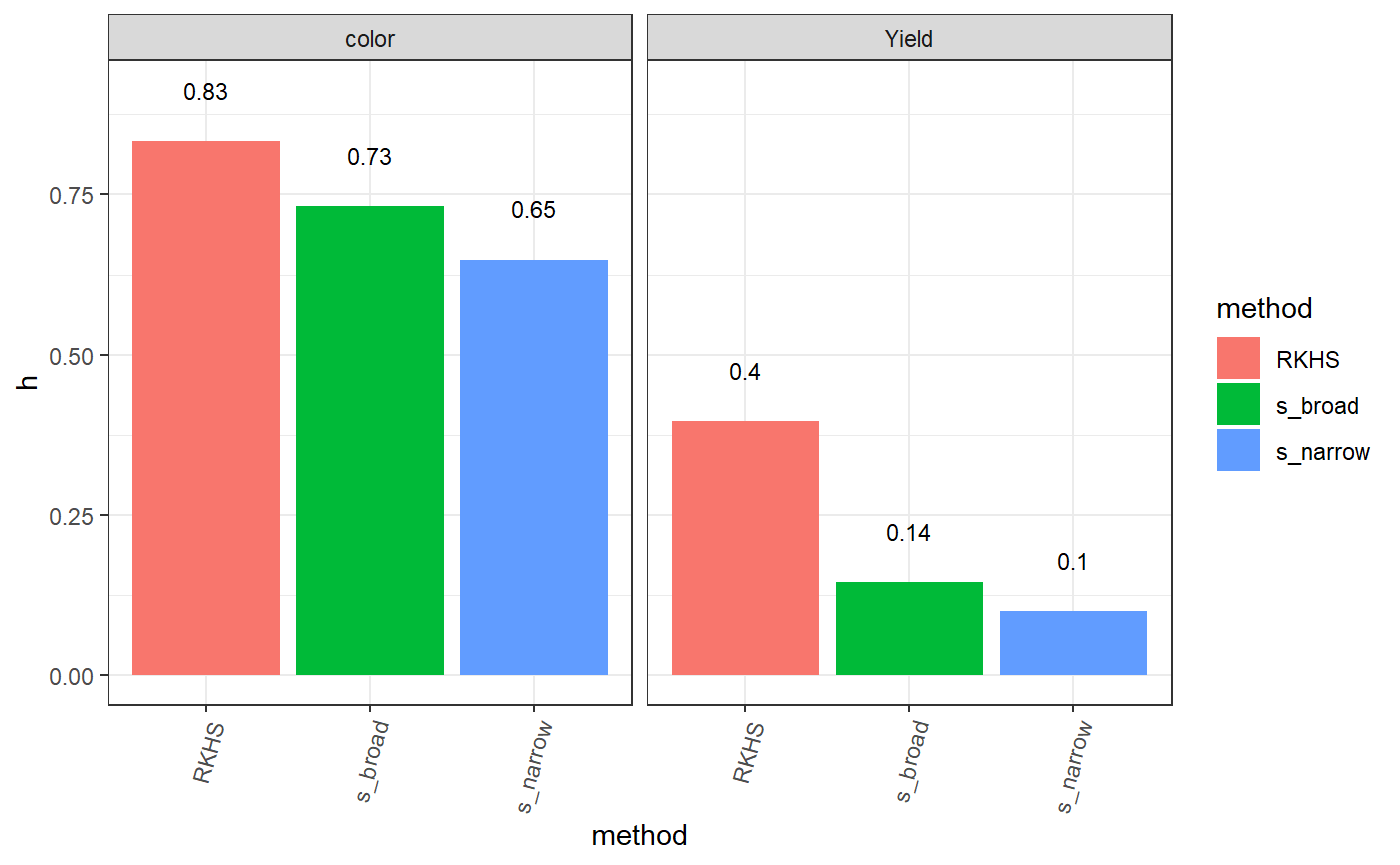 color
Yield
0.83
0.73
0.65
0.4
0.14
0.1
0.75
0.50
0.25
0.00
h
RKHS
s_broad
s_narrow
RKHS
s_broad
s_narrow
method
method
RKHS
s_broad
s_narrow